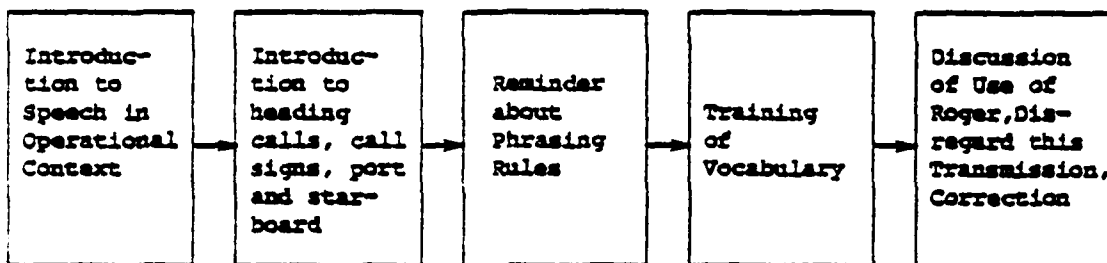 Introduc-
tion to
Speech in
Operational
Context
Introduc-
tion to
heading
calls, call
signs, port
and star-
board
Reminder
about
Phrasing
Rules
Training
of
Vocabulary
Discussion
of Use of
Roger,Dis-
regard this
Transmission,
Correction